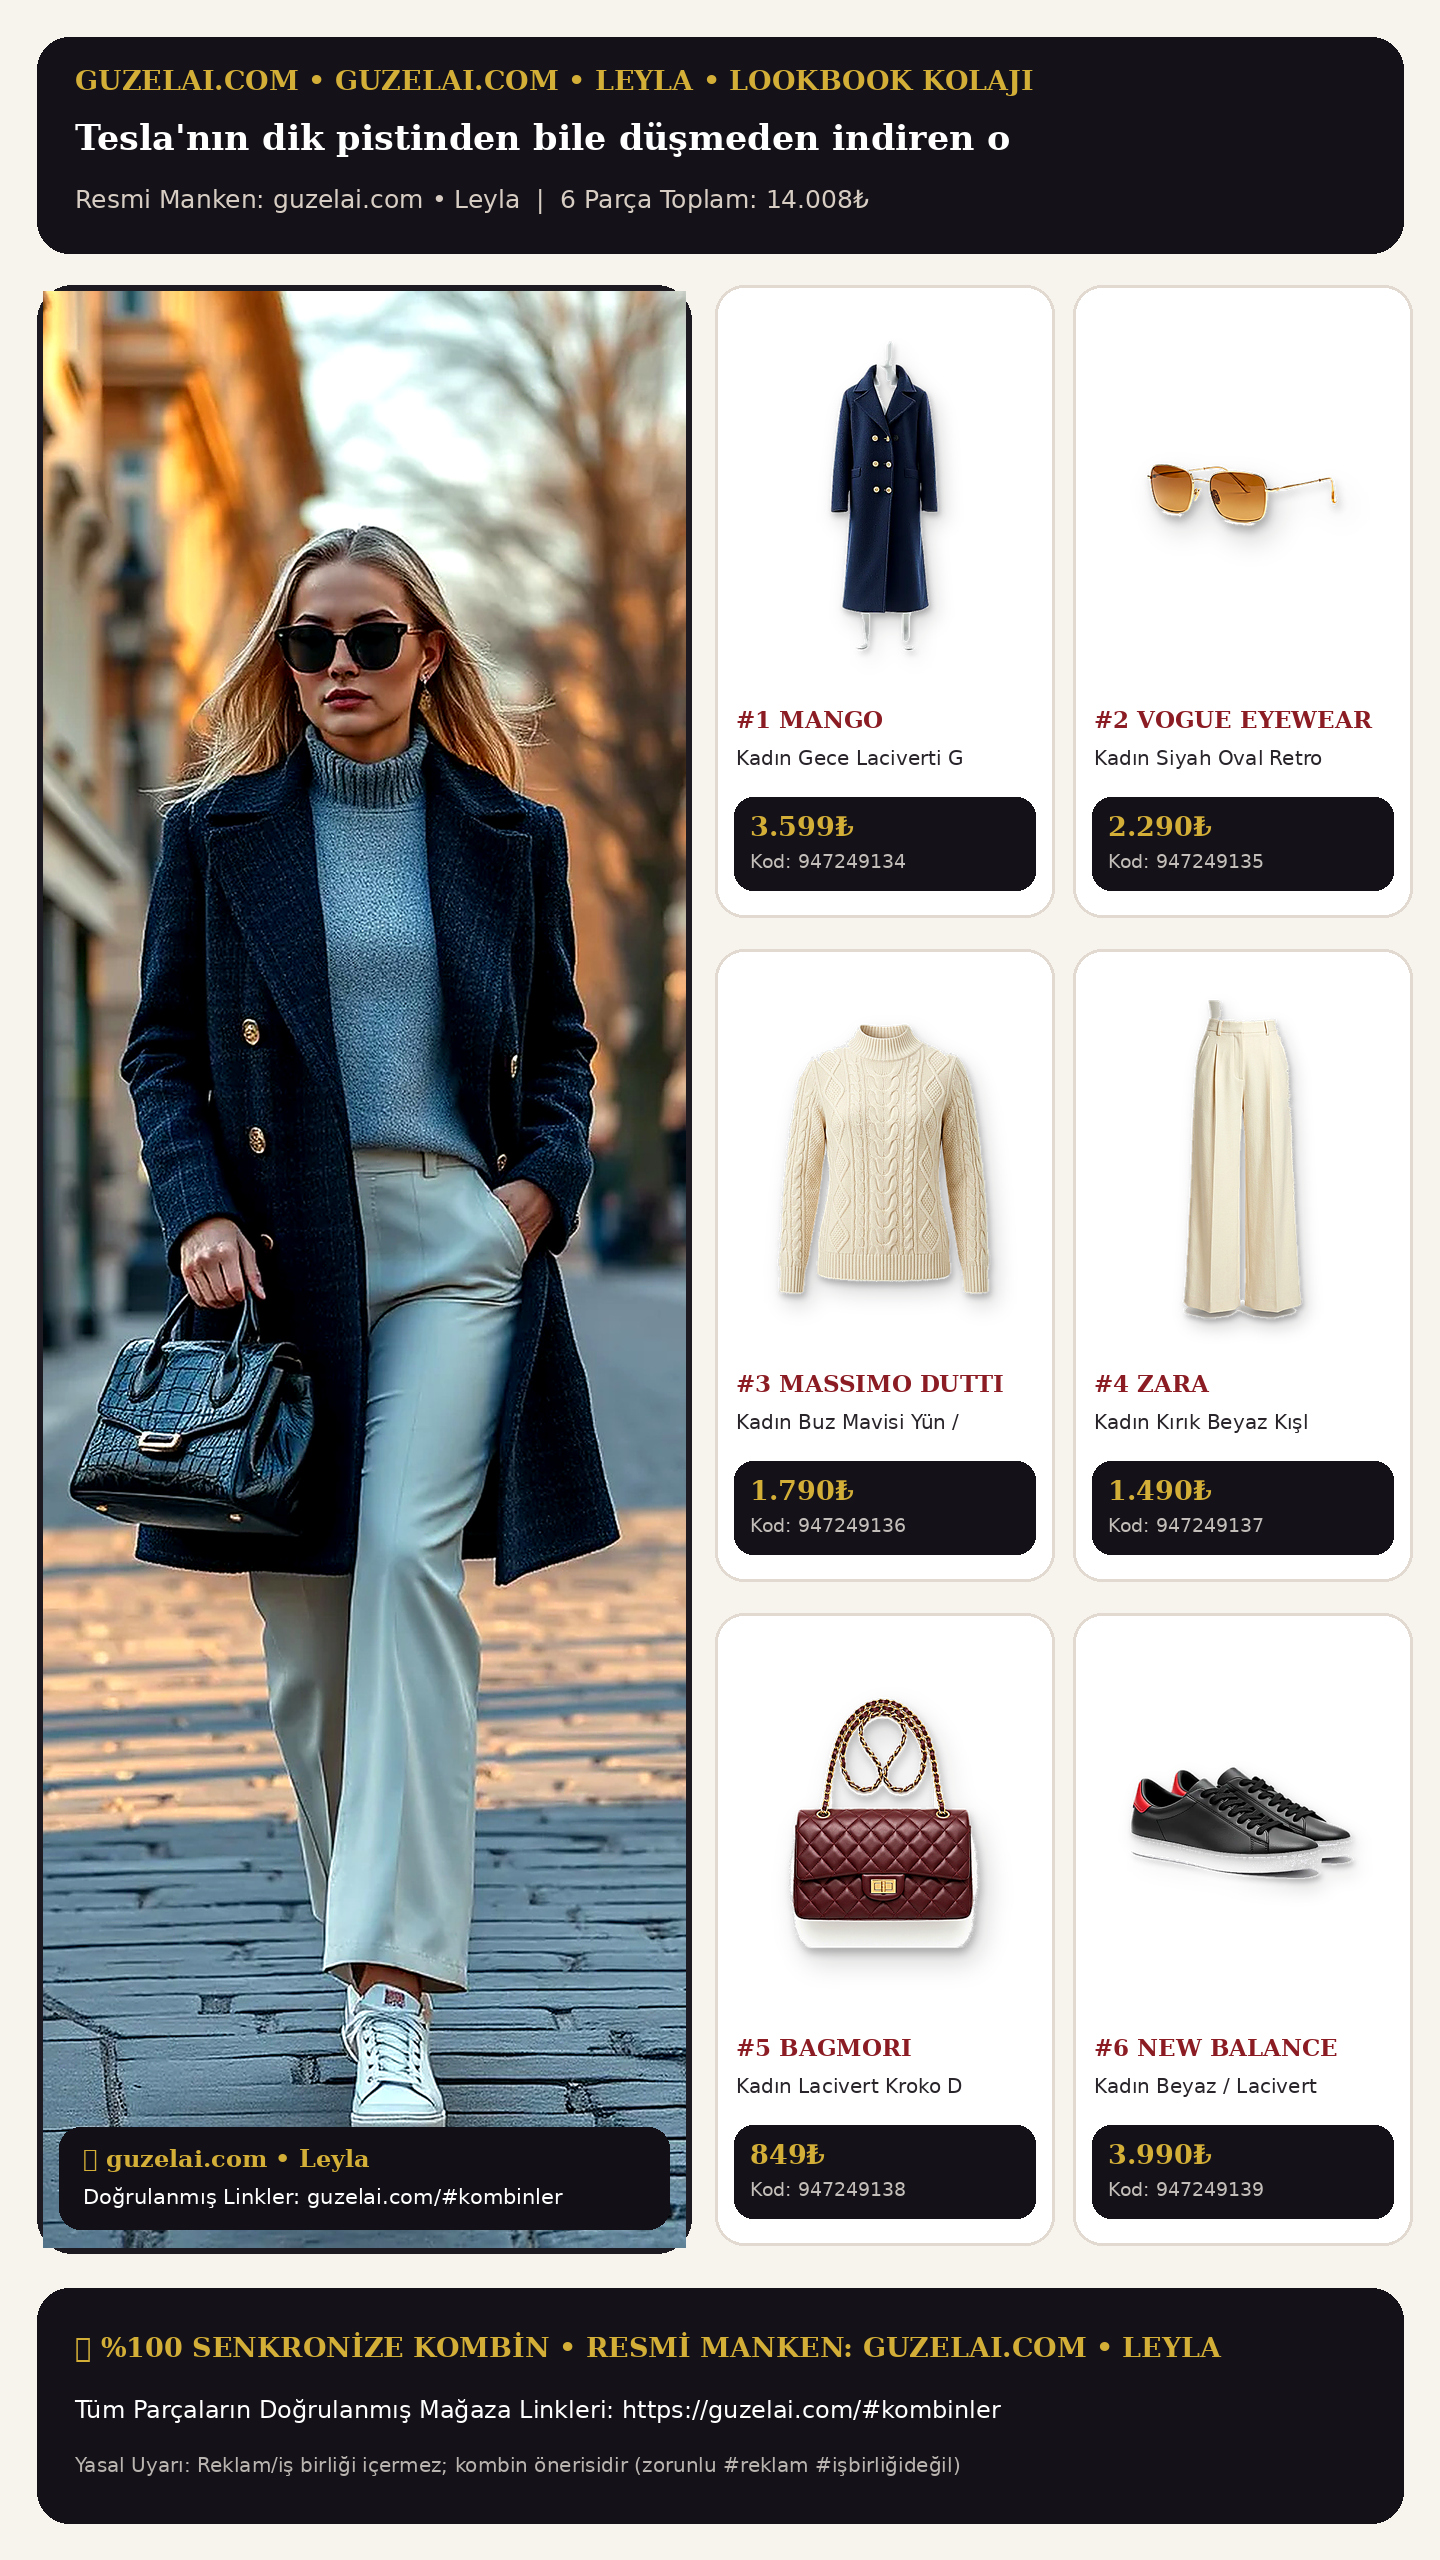 GUZELAI.COM • GUZELAI.COM • LEYLA • LOOKBOOK KOLAJI
Tesla'nın dik pistinden bile düşmeden indiren o
Resmi Manken: guzelai.com • Leyla | 6 Parça Toplam: 14.008₺
#1 MANGO
Kadın Gece Laciverti G
3.599₺
Kod: 947249134
#2 VOGUE EYEWEAR
Kadın Siyah Oval Retro
2.290₺
Kod: 947249135
#3 MASSIMO DUTTI
Kadın Buz Mavisi Yün /
1.790₺
Kod: 947249136
#4 ZARA
Kadın Kırık Beyaz Kışl
1.490₺
Kod: 947249137
#5 BAGMORI
Kadın Lacivert Kroko D
849₺
Kod: 947249138
#6 NEW BALANCE
Kadın Beyaz / Lacivert
3.990₺
Kod: 947249139
guzelai.com • Leyla
Doğrulanmış Linkler: guzelai.com/#kombinler
%100 SENKRONİZE KOMBİN • RESMİ MANKEN: GUZELAI.COM • LEYLA
Tüm Parçaların Doğrulanmış Mağaza Linkleri: https://guzelai.com/#kombinler
Yasal Uyarı: Reklam/iş birliği içermez; kombin önerisidir (zorunlu #reklam #işbirliğideğil)